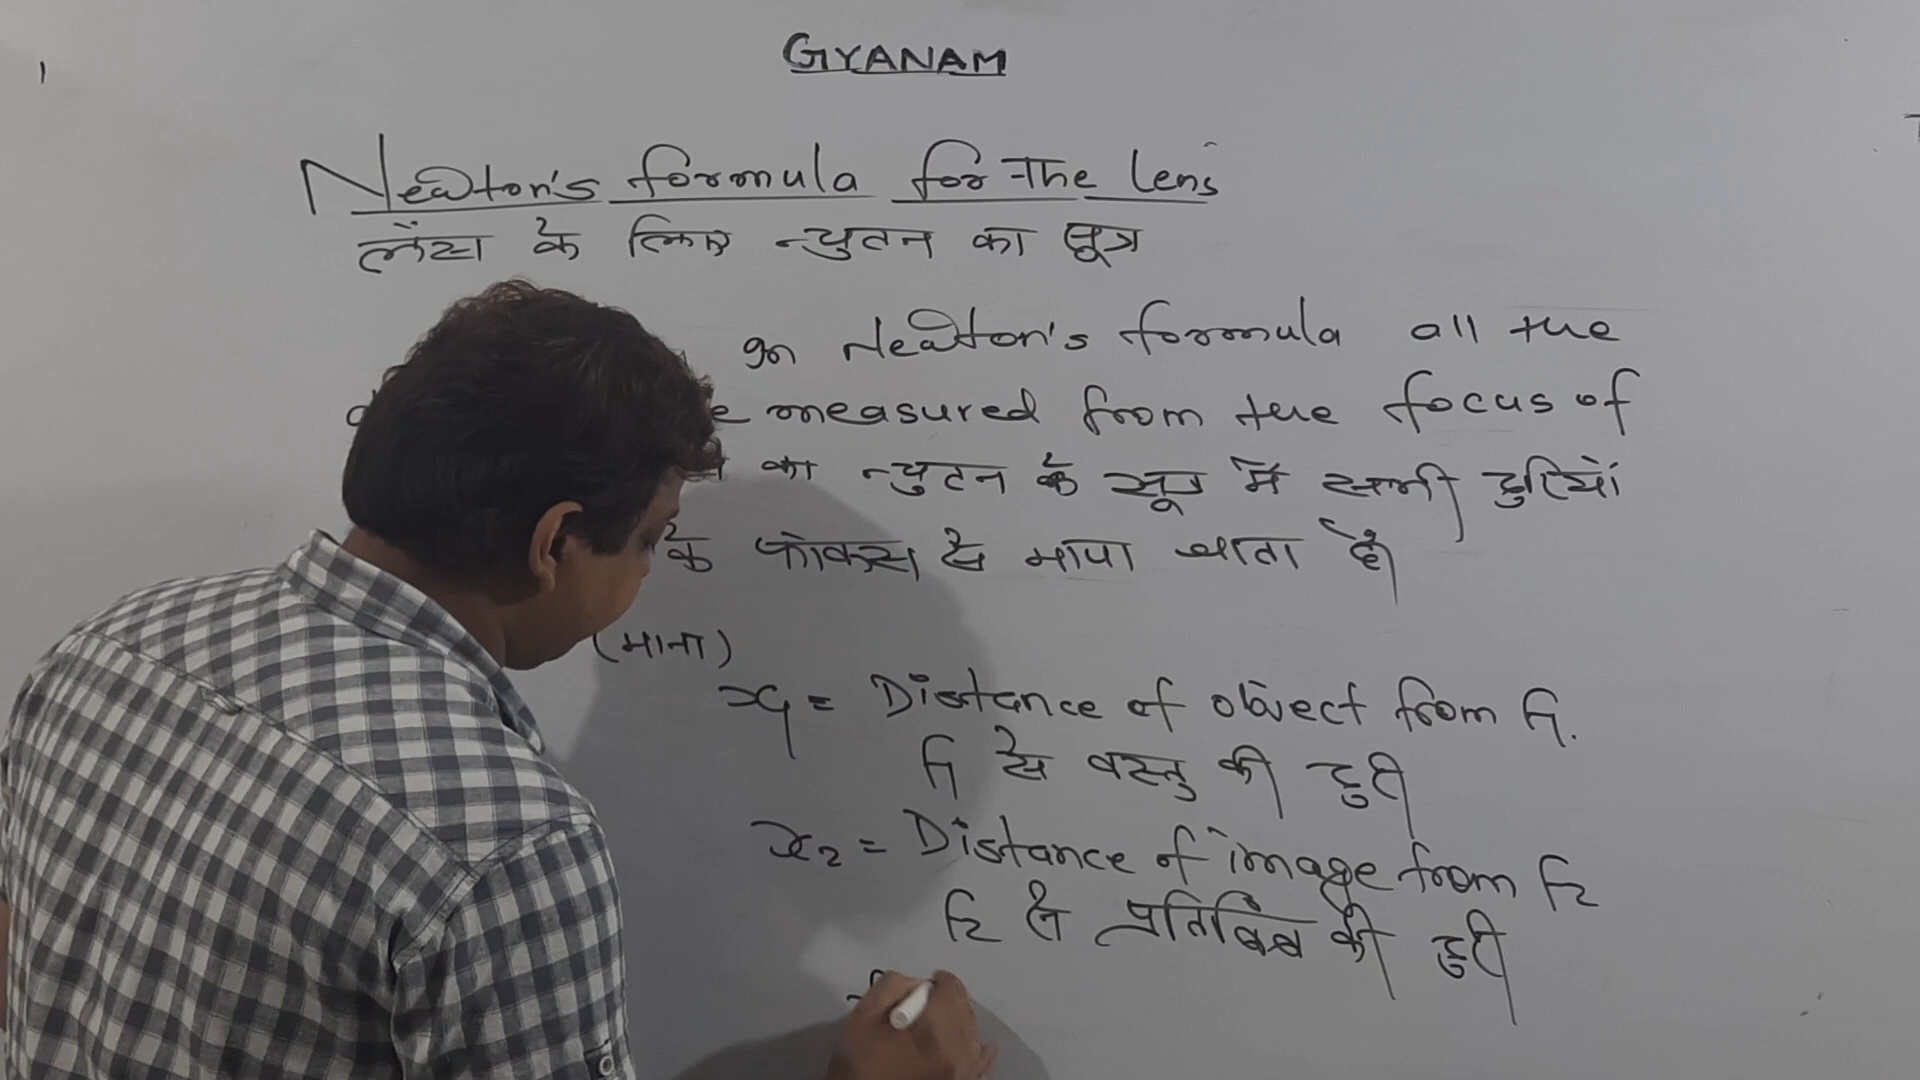 GYANAM
Newton's formula for The lens
लेंस के लिए न्युतन का सूत्र
In Newton's formula all the
measured from the focus of
का न्युटन के सूत्र में सभी दुरियों
के फोकस से मापा जाता है।
(माना)
x₁ = Distance of object from F₁.
F₁ से वस्तु की दुरी
x₂ = Distance of image from F₂
F₂ से प्रतिबिंब की दुरी